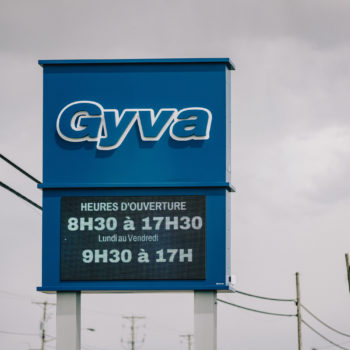 Gyva
HEURES D'OUVERTURE
8H30 à 17H30
Lundi au Vendredi
9H30 à 17H